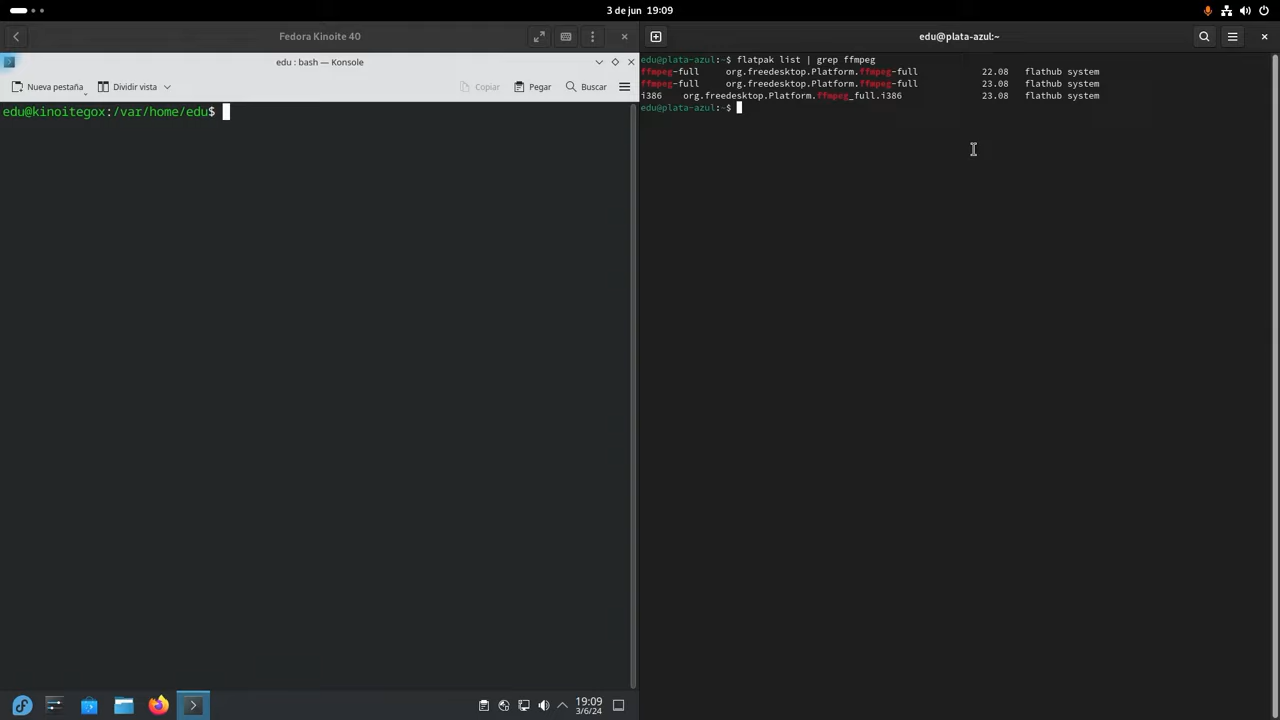 3 de jun 19:09
Fedora Kinoite 40
edu : bash — Konsole
Nueva pestaña
Dividir vista
Copiar
Pegar
Buscar
edu@kinoitegox:/var/home/edu$
19:09
3/6/24
edu@plata-azul:~
edu@plata-azul:~$ flatpak list | grep ffmpeg
ffmpeg-full org.freedesktop.Platform.ffmpeg-full 22.08 flathub system
ffmpeg-full org.freedesktop.Platform.ffmpeg-full 23.08 flathub system
i386 org.freedesktop.Platform.ffmpeg_full.i386 23.08 flathub system
edu@plata-azul:~$